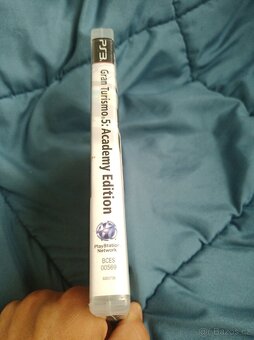 PS3
Gran Turismo 5: Academy Edition
PlayStation
Network
BCES
00569